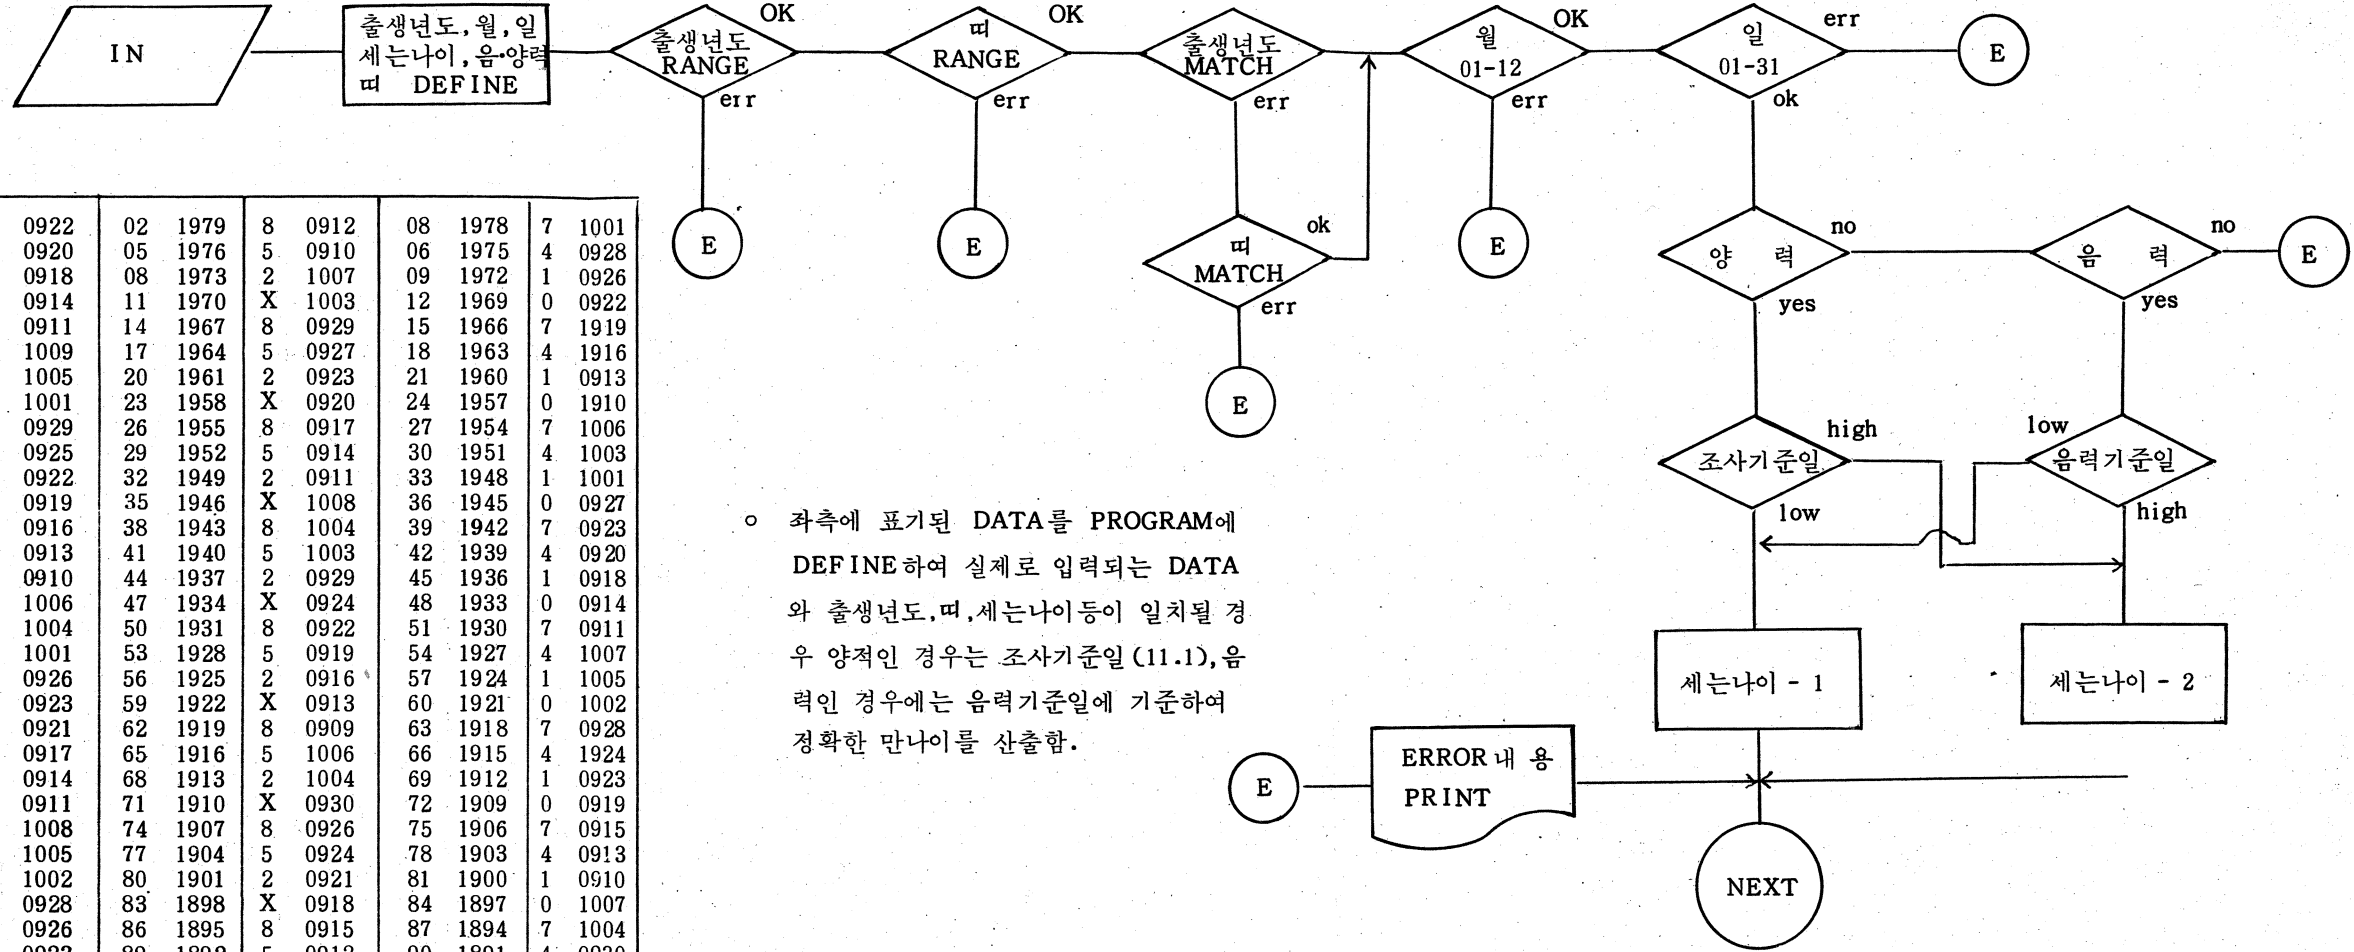 IN
출생년도,월,일
세는나이,음·양력
띠 DEFINE
출생년도
RANGE
OK
err
E
띠
RANGE
OK
err
E
출생년도
MATCH
err
띠
MATCH
ok
err
E
월
01-12
OK
err
E
일
01-31
err
E
ok
양 력
no
yes
음 력
no
E
yes
조사기준일
high
low
음력기준일
low
high
세는나이 - 1
세는나이 - 2
E
ERROR 내 용
PRINT
NEXT
0922 02 1979 8 0912 08 1978 7 1001
0920 05 1976 5 0910 06 1975 4 0928
0918 08 1973 2 1007 09 1972 1 0926
0914 11 1970 X 1003 12 1969 0 0922
0911 14 1967 8 0929 15 1966 7 1919
1009 17 1964 5 0927 18 1963 4 1916
1005 20 1961 2 0923 21 1960 1 0913
1001 23 1958 X 0920 24 1957 0 1910
0929 26 1955 8 0917 27 1954 7 1006
0925 29 1952 5 0914 30 1951 4 1003
0922 32 1949 2 0911 33 1948 1 1001
0919 35 1946 X 1008 36 1945 0 0927
0916 38 1943 8 1004 39 1942 7 0923
0913 41 1940 5 1003 42 1939 4 0920
0910 44 1937 2 0929 45 1936 1 0918
1006 47 1934 X 0924 48 1933 0 0914
1004 50 1931 8 0922 51 1930 7 0911
1001 53 1928 5 0919 54 1927 4 1007
0926 56 1925 2 0916 57 1924 1 1005
0923 59 1922 X 0913 60 1921 0 1002
0921 62 1919 8 0909 63 1918 7 0928
0917 65 1916 5 1006 66 1915 4 1924
0914 68 1913 2 1004 69 1912 1 0923
0911 71 1910 X 0930 72 1909 0 0919
1008 74 1907 8 0926 75 1906 7 0915
1005 77 1904 5 0924 78 1903 4 0913
1002 80 1901 2 0921 81 1900 1 0910
0928 83 1898 X 0918 84 1897 0 1007
0926 86 1895 8 0915 87 1894 7 1004
o 좌측에 표기된 DATA를 PROGRAM에
DEFINE하여 실제로 입력되는 DATA
와 출생년도,띠,세는나이등이 일치될 경
우 양적인 경우는 조사기준일(11.1),음
력인 경우에는 음력기준일에 기준하여
정확한 만나이를 산출함.